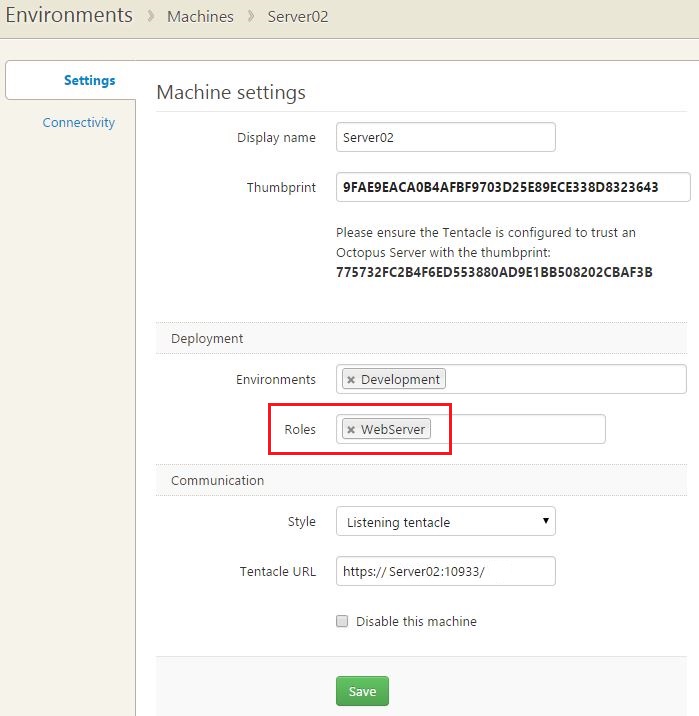 Environments > Machines > Server02
Settings
Connectivity
Machine settings
Display name Server02
Thumbprint 9FAE9EACA0B4AFBF9703D25E89ECE338D8323643
Please ensure the Tentacle is configured to trust an
Octopus Server with the thumbprint:
775732FC2B4F6ED553880AD9E1BB508202CBAF3B
Deployment
Environments × Development
Roles × WebServer
Communication
Style Listening tentacle
Tentacle URL https:// Server02:10933/
Disable this machine
Save